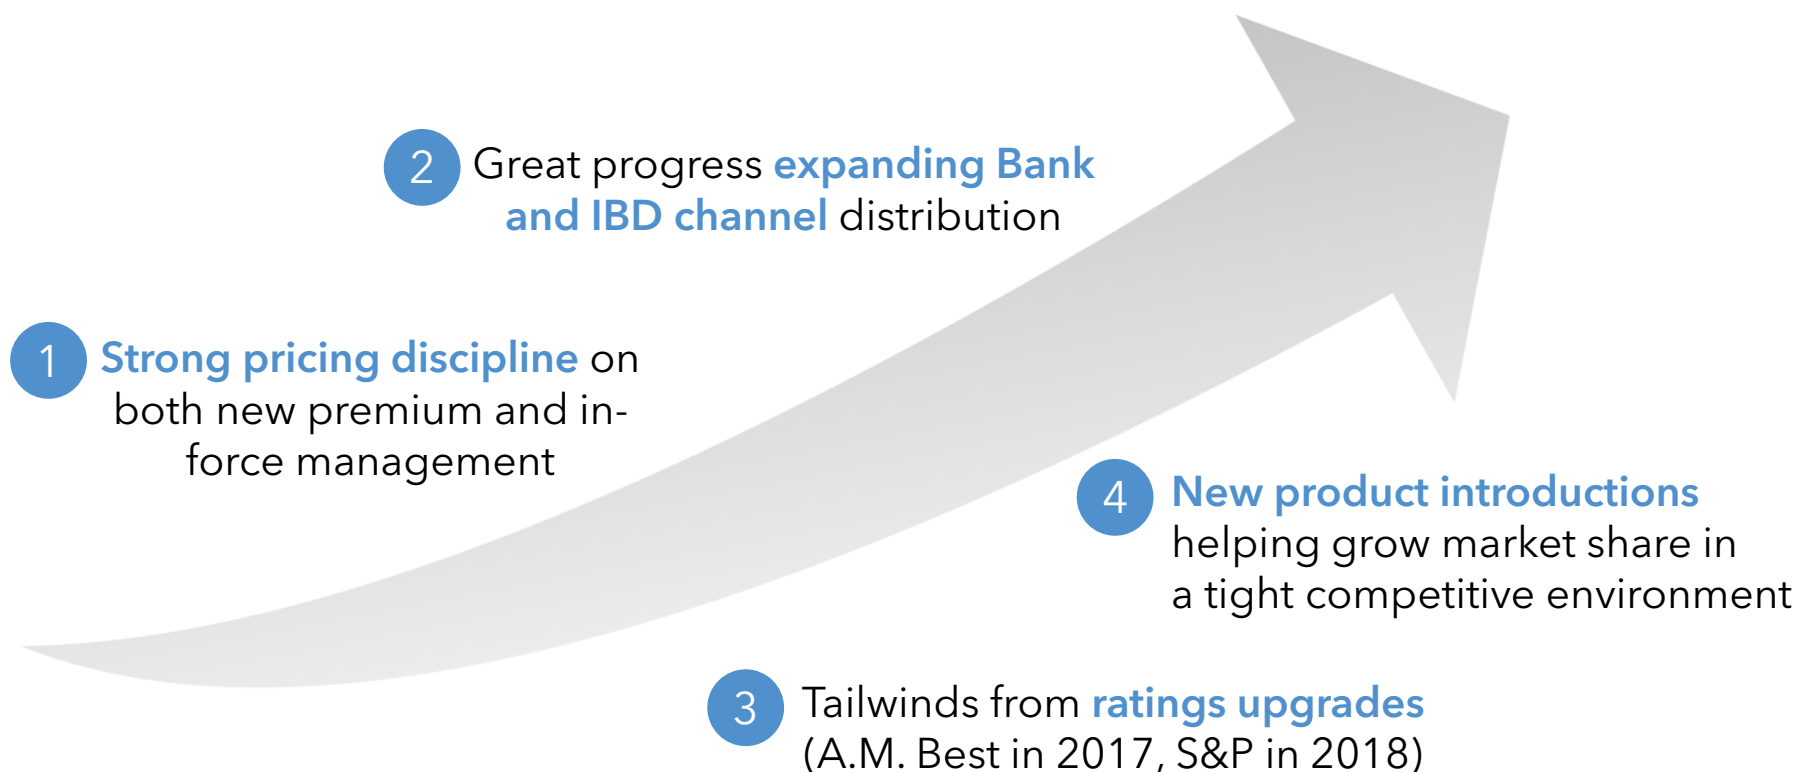 1 Strong pricing discipline on
both new premium and in-
force management
2 Great progress expanding Bank
and IBD channel distribution
3 Tailwinds from ratings upgrades
(A.M. Best in 2017, S&P in 2018)
4 New product introductions
helping grow market share in
a tight competitive environment